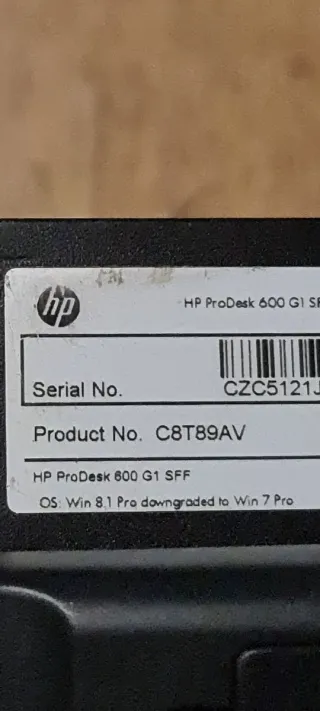 hp
HP ProDesk 600 G1
Serial No.
CZC5121
Product No. C8T89AV
HP ProDesk 600 G1 SFF
OS: Win 8.1 Pro downgraded to Win 7 Pro